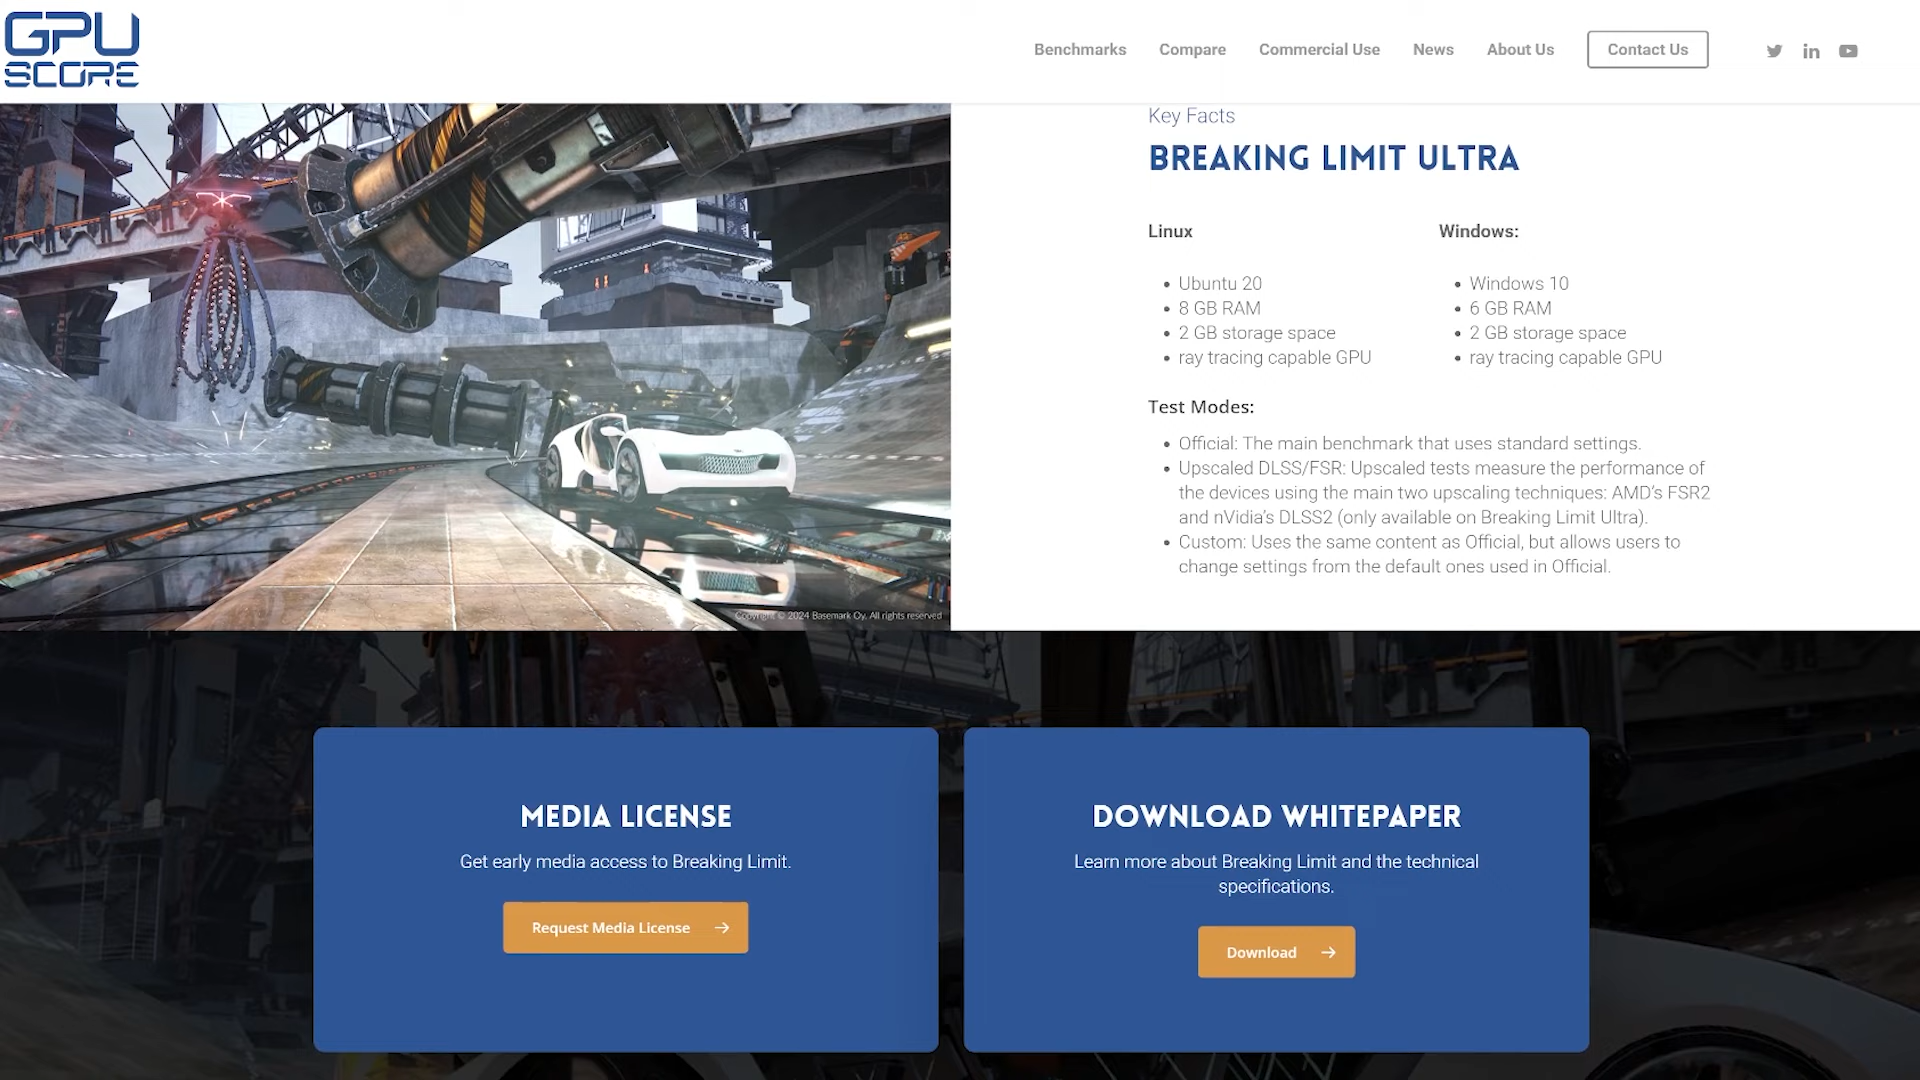 GPU
SCORE
Benchmarks
Compare
Commercial Use
News
About Us
Contact Us
Key Facts
BREAKING LIMIT ULTRA
Linux
Ubuntu 20
8 GB RAM
2 GB storage space
ray tracing capable GPU
Windows:
Windows 10
6 GB RAM
2 GB storage space
ray tracing capable GPU
Test Modes:
Official: The main benchmark that uses standard settings.
Upscaled DLSS/FSR: Upscaled tests measure the performance of
the devices using the main two upscaling techniques: AMD’s FSR2
and nVidia’s DLSS2 (only available on Breaking Limit Ultra).
Custom: Uses the same content as Official, but allows users to
change settings from the default ones used in Official.
Copyright © 2024 Basemark Oy. All rights reserved
MEDIA LICENSE
Get early media access to Breaking Limit.
Request Media License
DOWNLOAD WHITEPAPER
Learn more about Breaking Limit and the technical
specifications.
Download